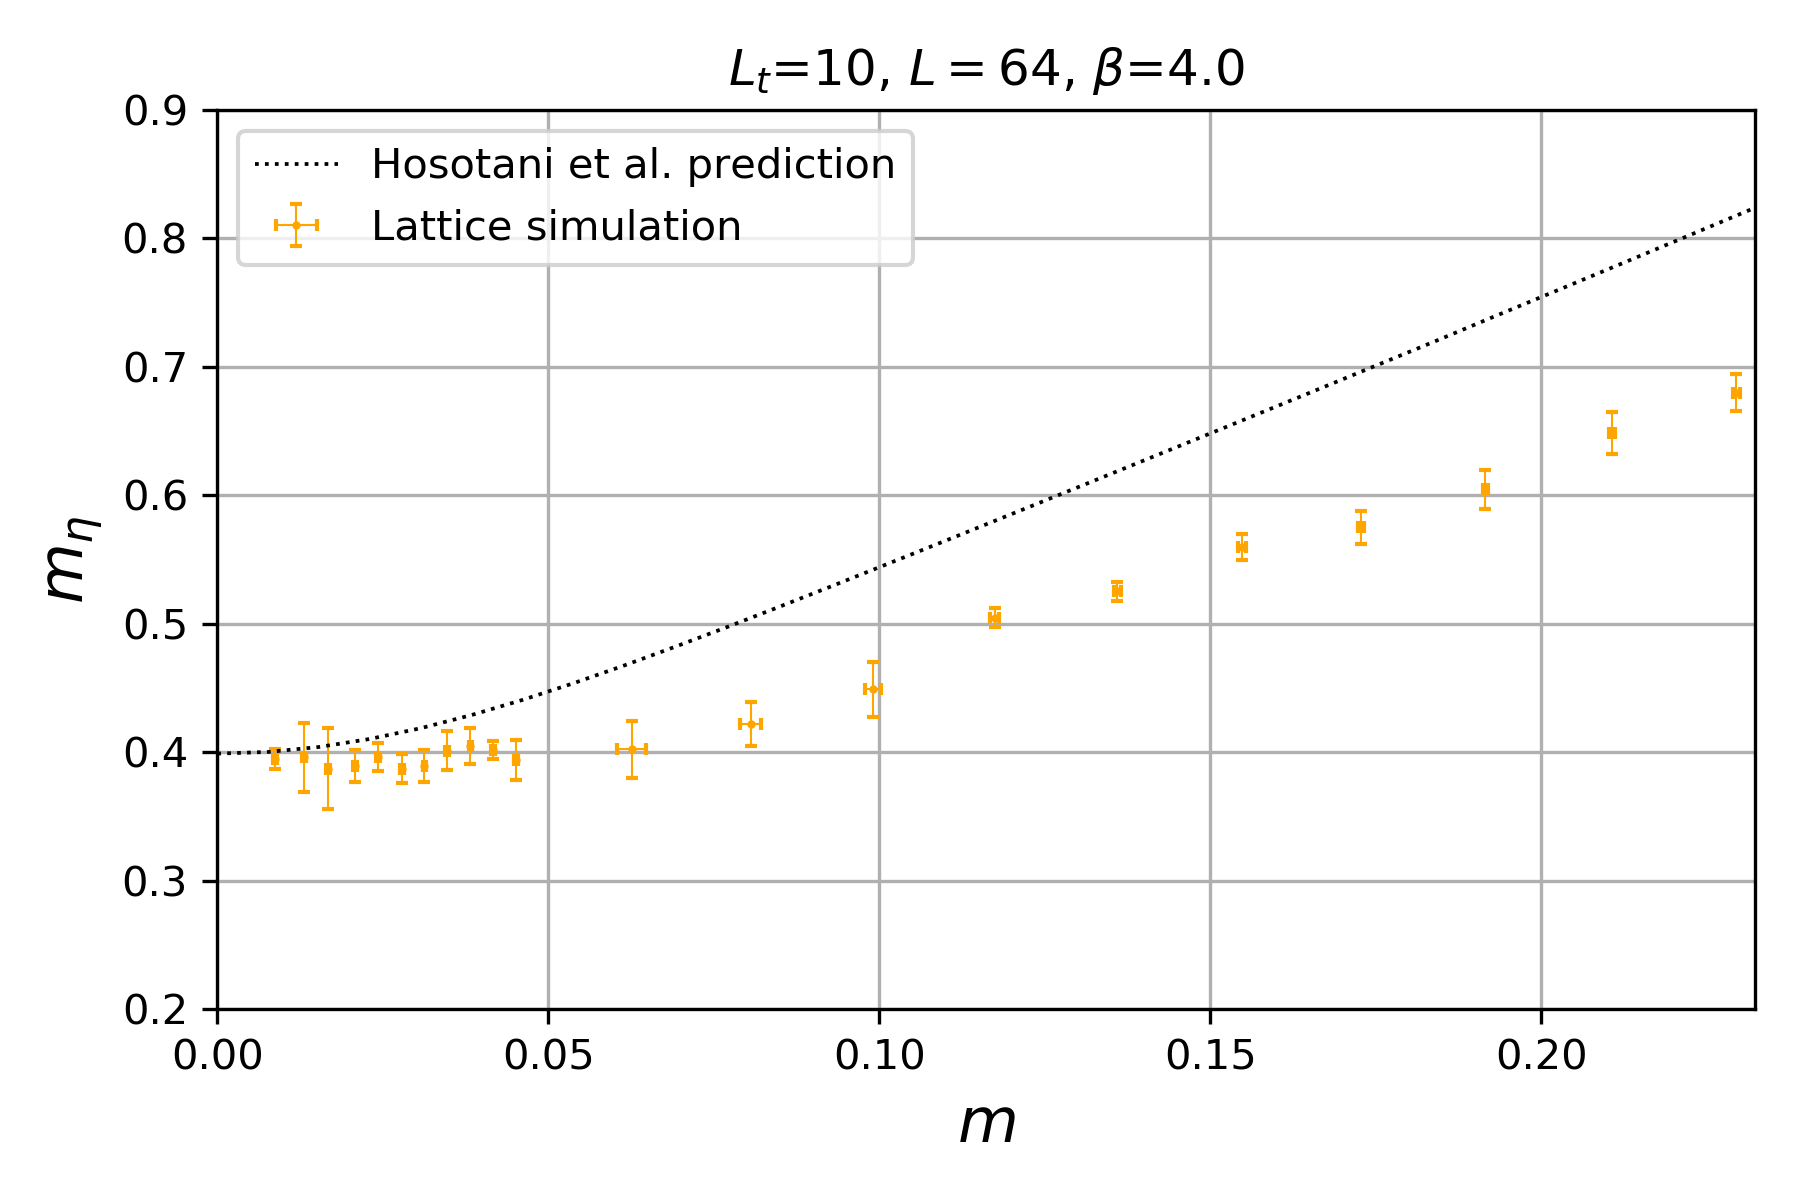 L_t=10, L = 64, β=4.0
Hosotani et al. prediction
Lattice simulation
0.9
0.8
0.7
0.6
0.5
0.4
0.3
0.2
m_η
0.00 0.05 0.10 0.15 0.20
m